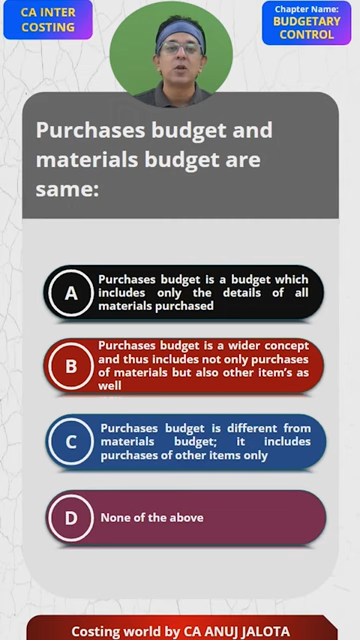 CA INTER
COSTING
Chapter Name:
BUDGETARY
CONTROL
Purchases budget and
materials budget are
same:
A
Purchases budget is a budget which
includes only the details of all
materials purchased
B
Purchases budget is a wider concept
and thus includes not only purchases
of materials but also other item's as
well
C
Purchases budget is different from
materials budget; it includes
purchases of other items only
D
None of the above
Costing world by CA ANUJ JALOTA